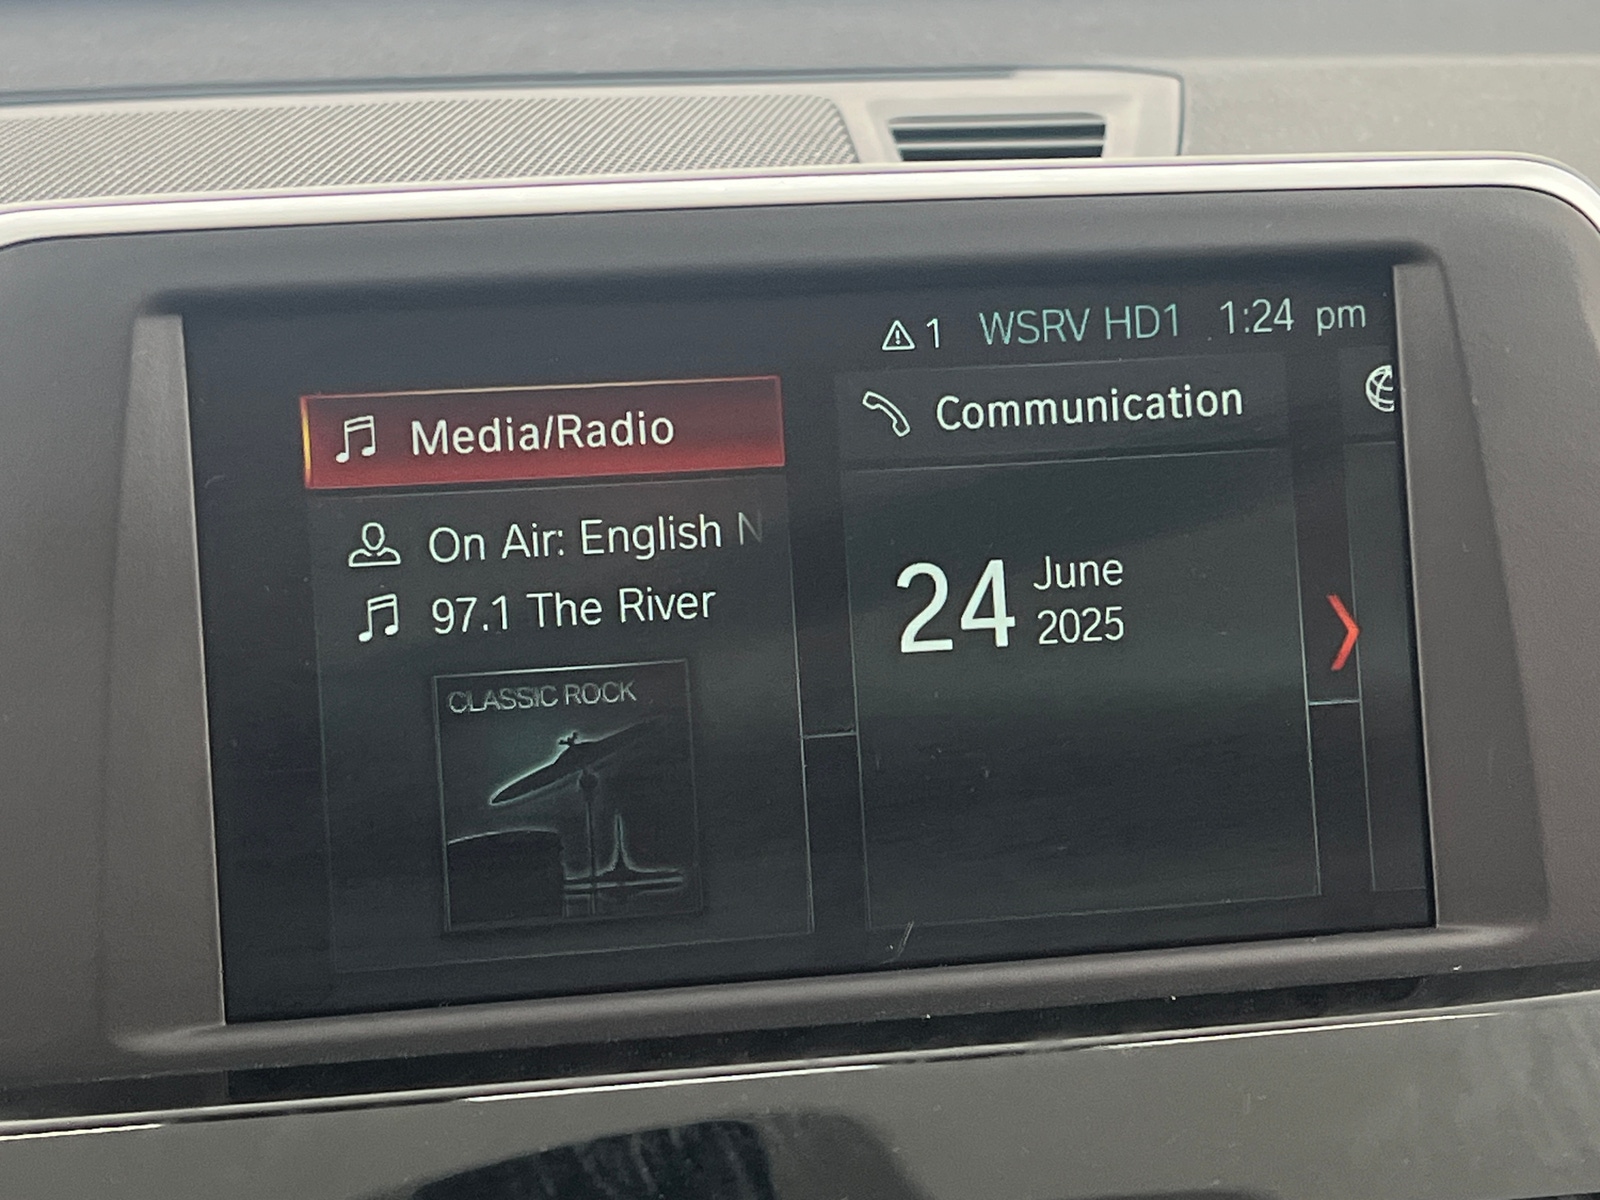 1 WSRV HD1 1:24 pm
Media/Radio
On Air: English N
97.1 The River
CLASSIC ROCK
Communication
24 June
2025